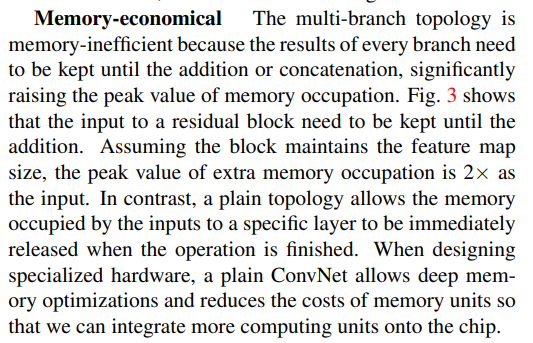 Memory-economical The multi-branch topology is
memory-inefficient because the results of every branch need
to be kept until the addition or concatenation, significantly
raising the peak value of memory occupation. Fig. 3 shows
that the input to a residual block need to be kept until the
addition. Assuming the block maintains the feature map
size, the peak value of extra memory occupation is 2× as
the input. In contrast, a plain topology allows the memory
occupied by the inputs to a specific layer to be immediately
released when the operation is finished. When designing
specialized hardware, a plain ConvNet allows deep mem-
ory optimizations and reduces the costs of memory units so
that we can integrate more computing units onto the chip.